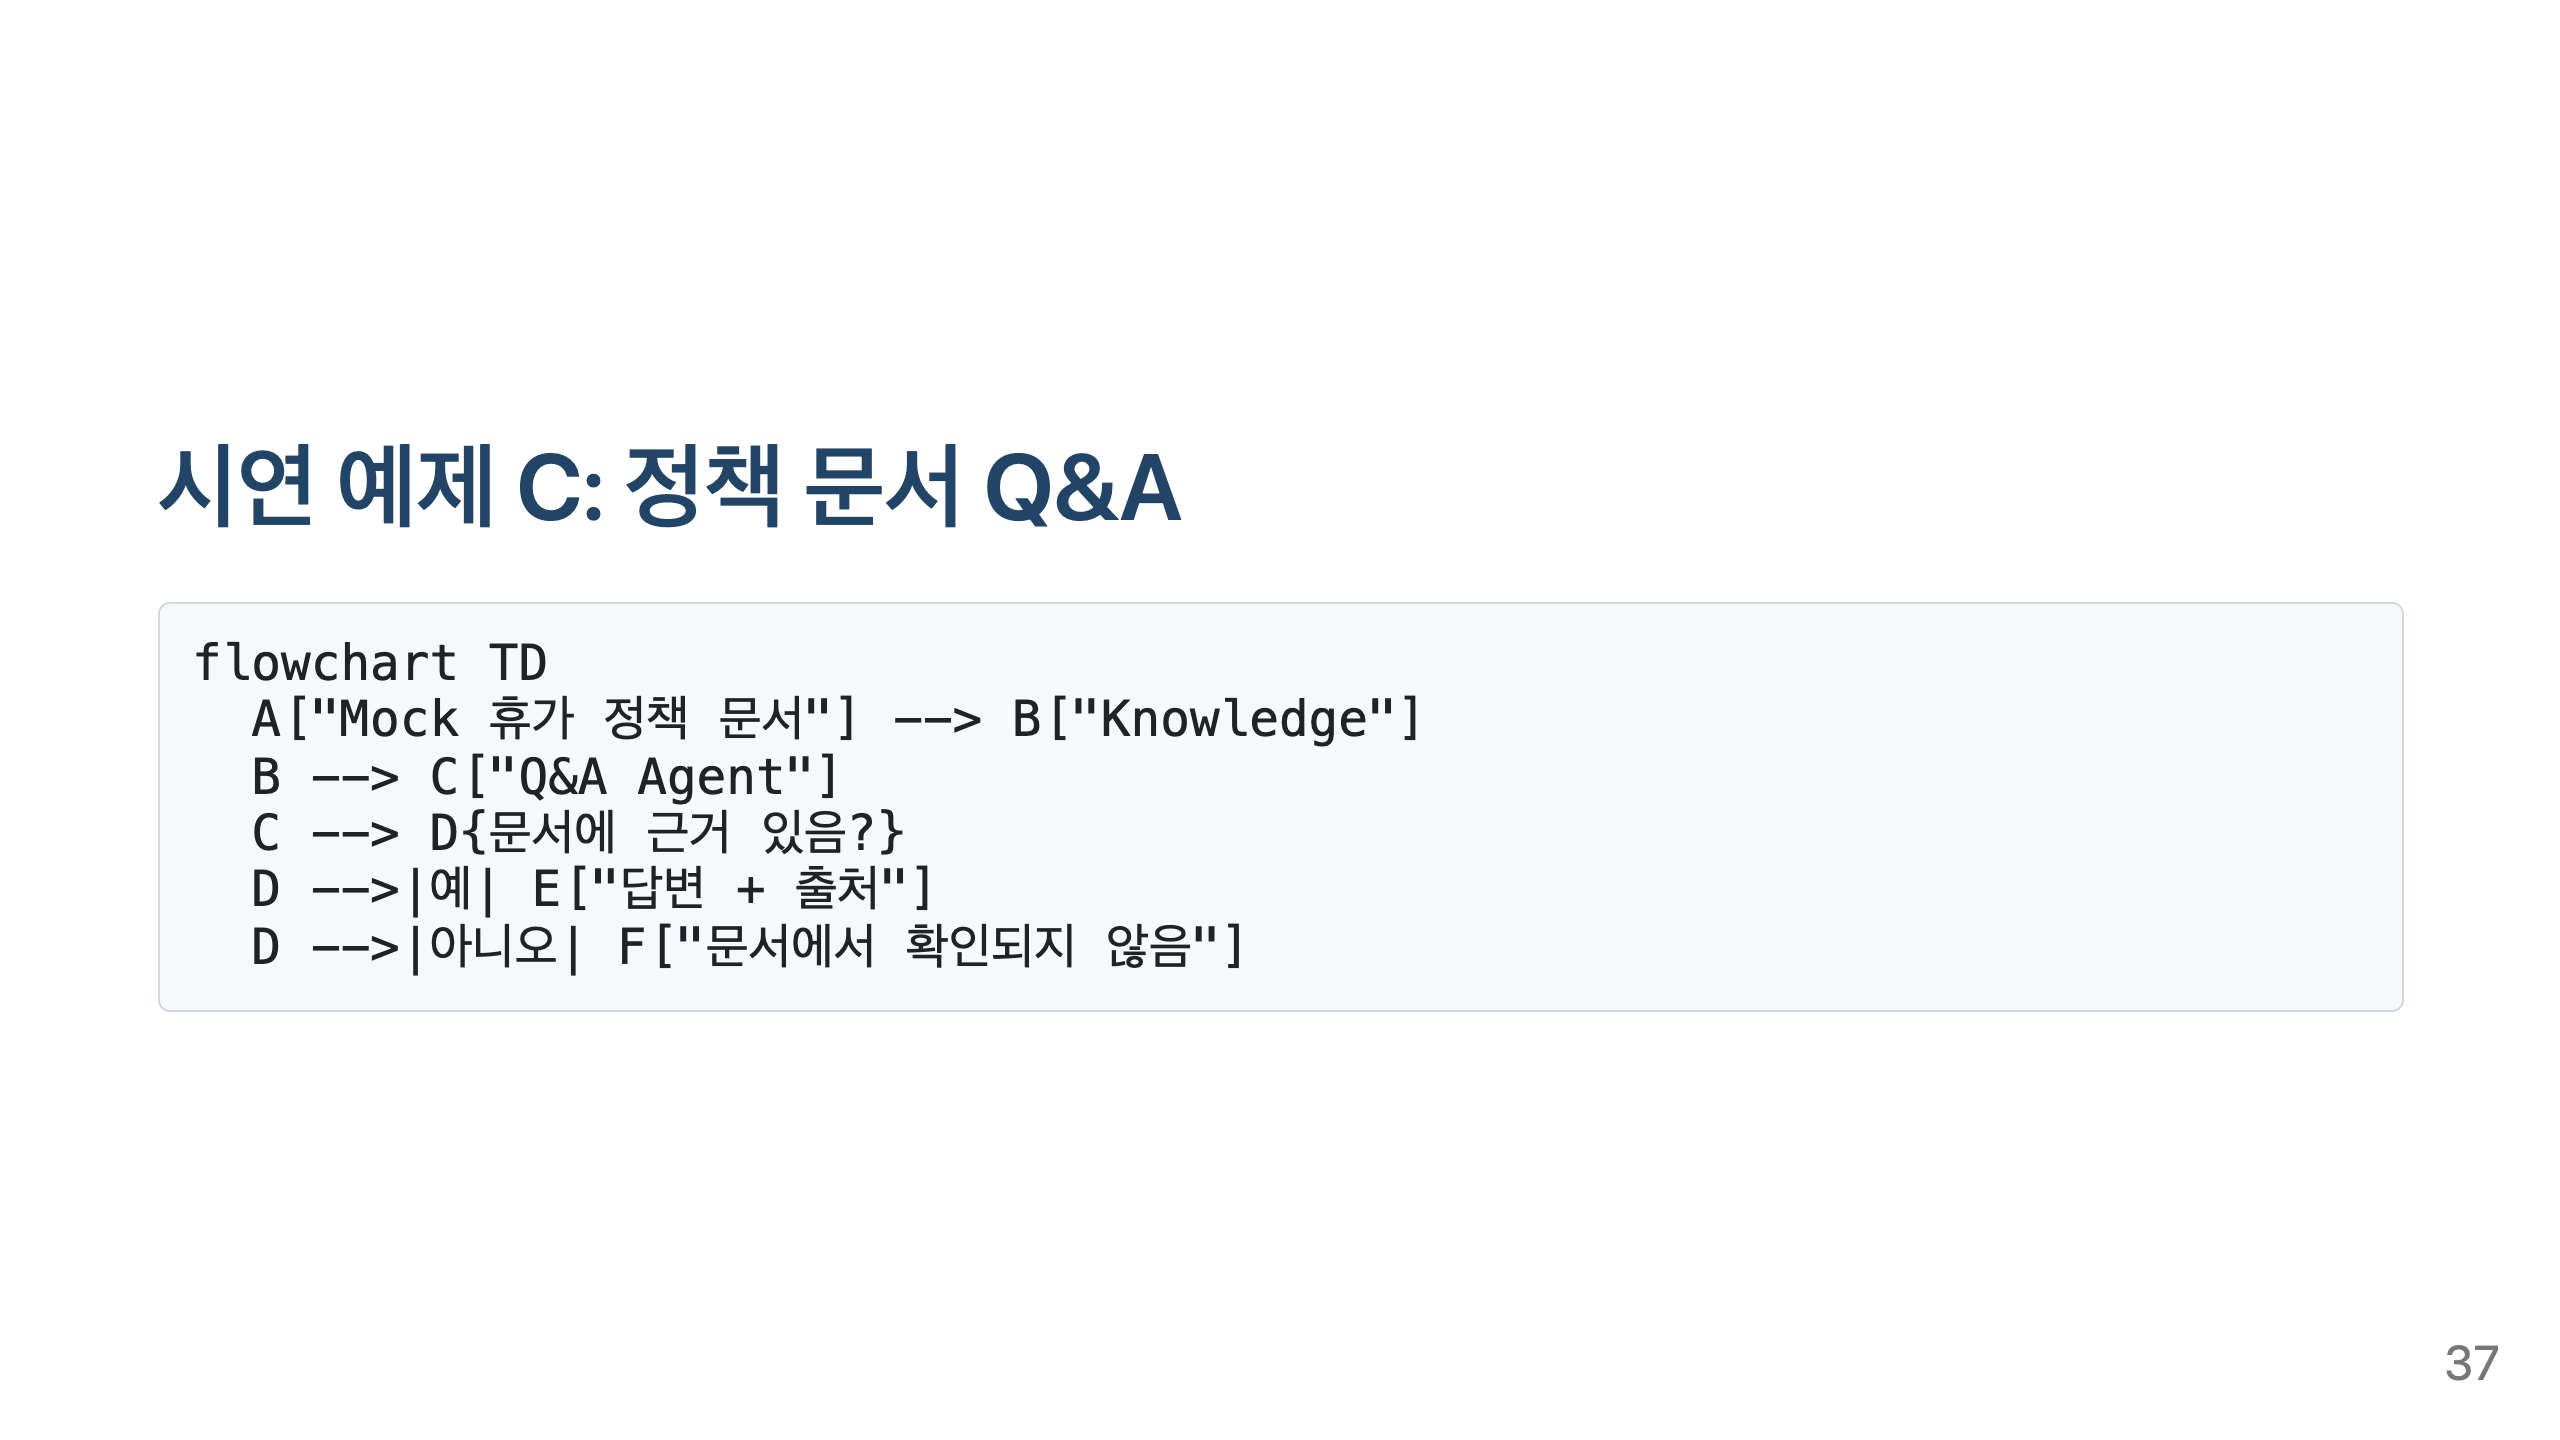 시연 예제 C: 정책 문서 Q&A
flowchart TD
  A["Mock 휴가 정책 문서"] --> B["Knowledge"]
  B --> C["Q&A Agent"]
  C --> D{문서에 근거 있음?}
  D -->|예| E["답변 + 출처"]
  D -->|아니오| F["문서에서 확인되지 않음"]
37